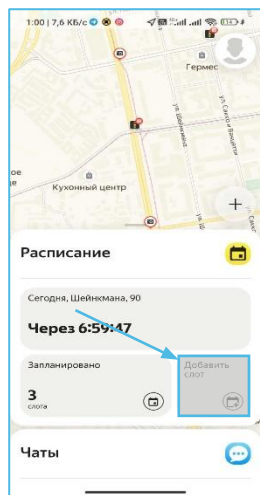 1:00 | 7,6 КБ/с
Гермес
ул. Шейнкмана
ул. Сакко и Ванцетти
Кухонный центр
+
Расписание
Сегодня, Шейнкмана, 90
Через 6:59:47
Запланировано
3
слота
Добавить
слот
Чаты